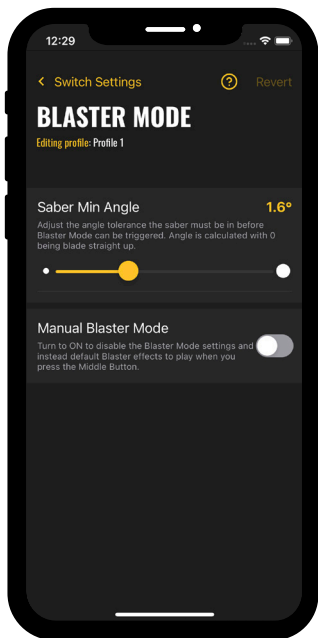 12:29
Switch Settings
Revert
BLASTER MODE
Editing profile: Profile 1
Saber Min Angle
1.6°
Adjust the angle tolerance the saber must be in before
Blaster Mode can be triggered. Angle is calculated with 0
being blade straight up.
Manual Blaster Mode
Turn to ON to disable the Blaster Mode settings and
instead default Blaster effects to play when you
press the Middle Button.